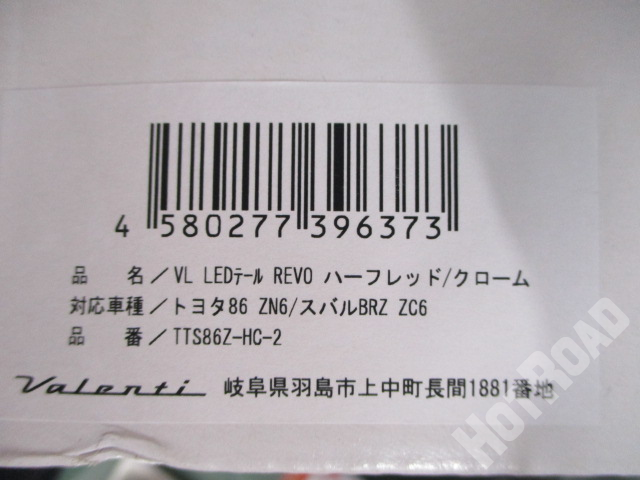 4 580277 396373
品　名／VL LEDﾃｰﾙ REVO ハーフレッド/クローム
対応車種／トヨタ86 ZN6/スバルBRZ ZC6
品　番／TTS86Z-HC-2
Valenti 岐阜県羽島市上中町長間1881番地
HotRoad